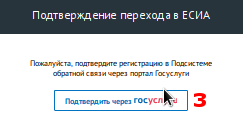 Подтверждение перехода в ЕСИА
Пожалуйста, подтвердите регистрацию в Подсистеме
обратной связи через портал Госуслуги
Подтвердить через госуслуги 3